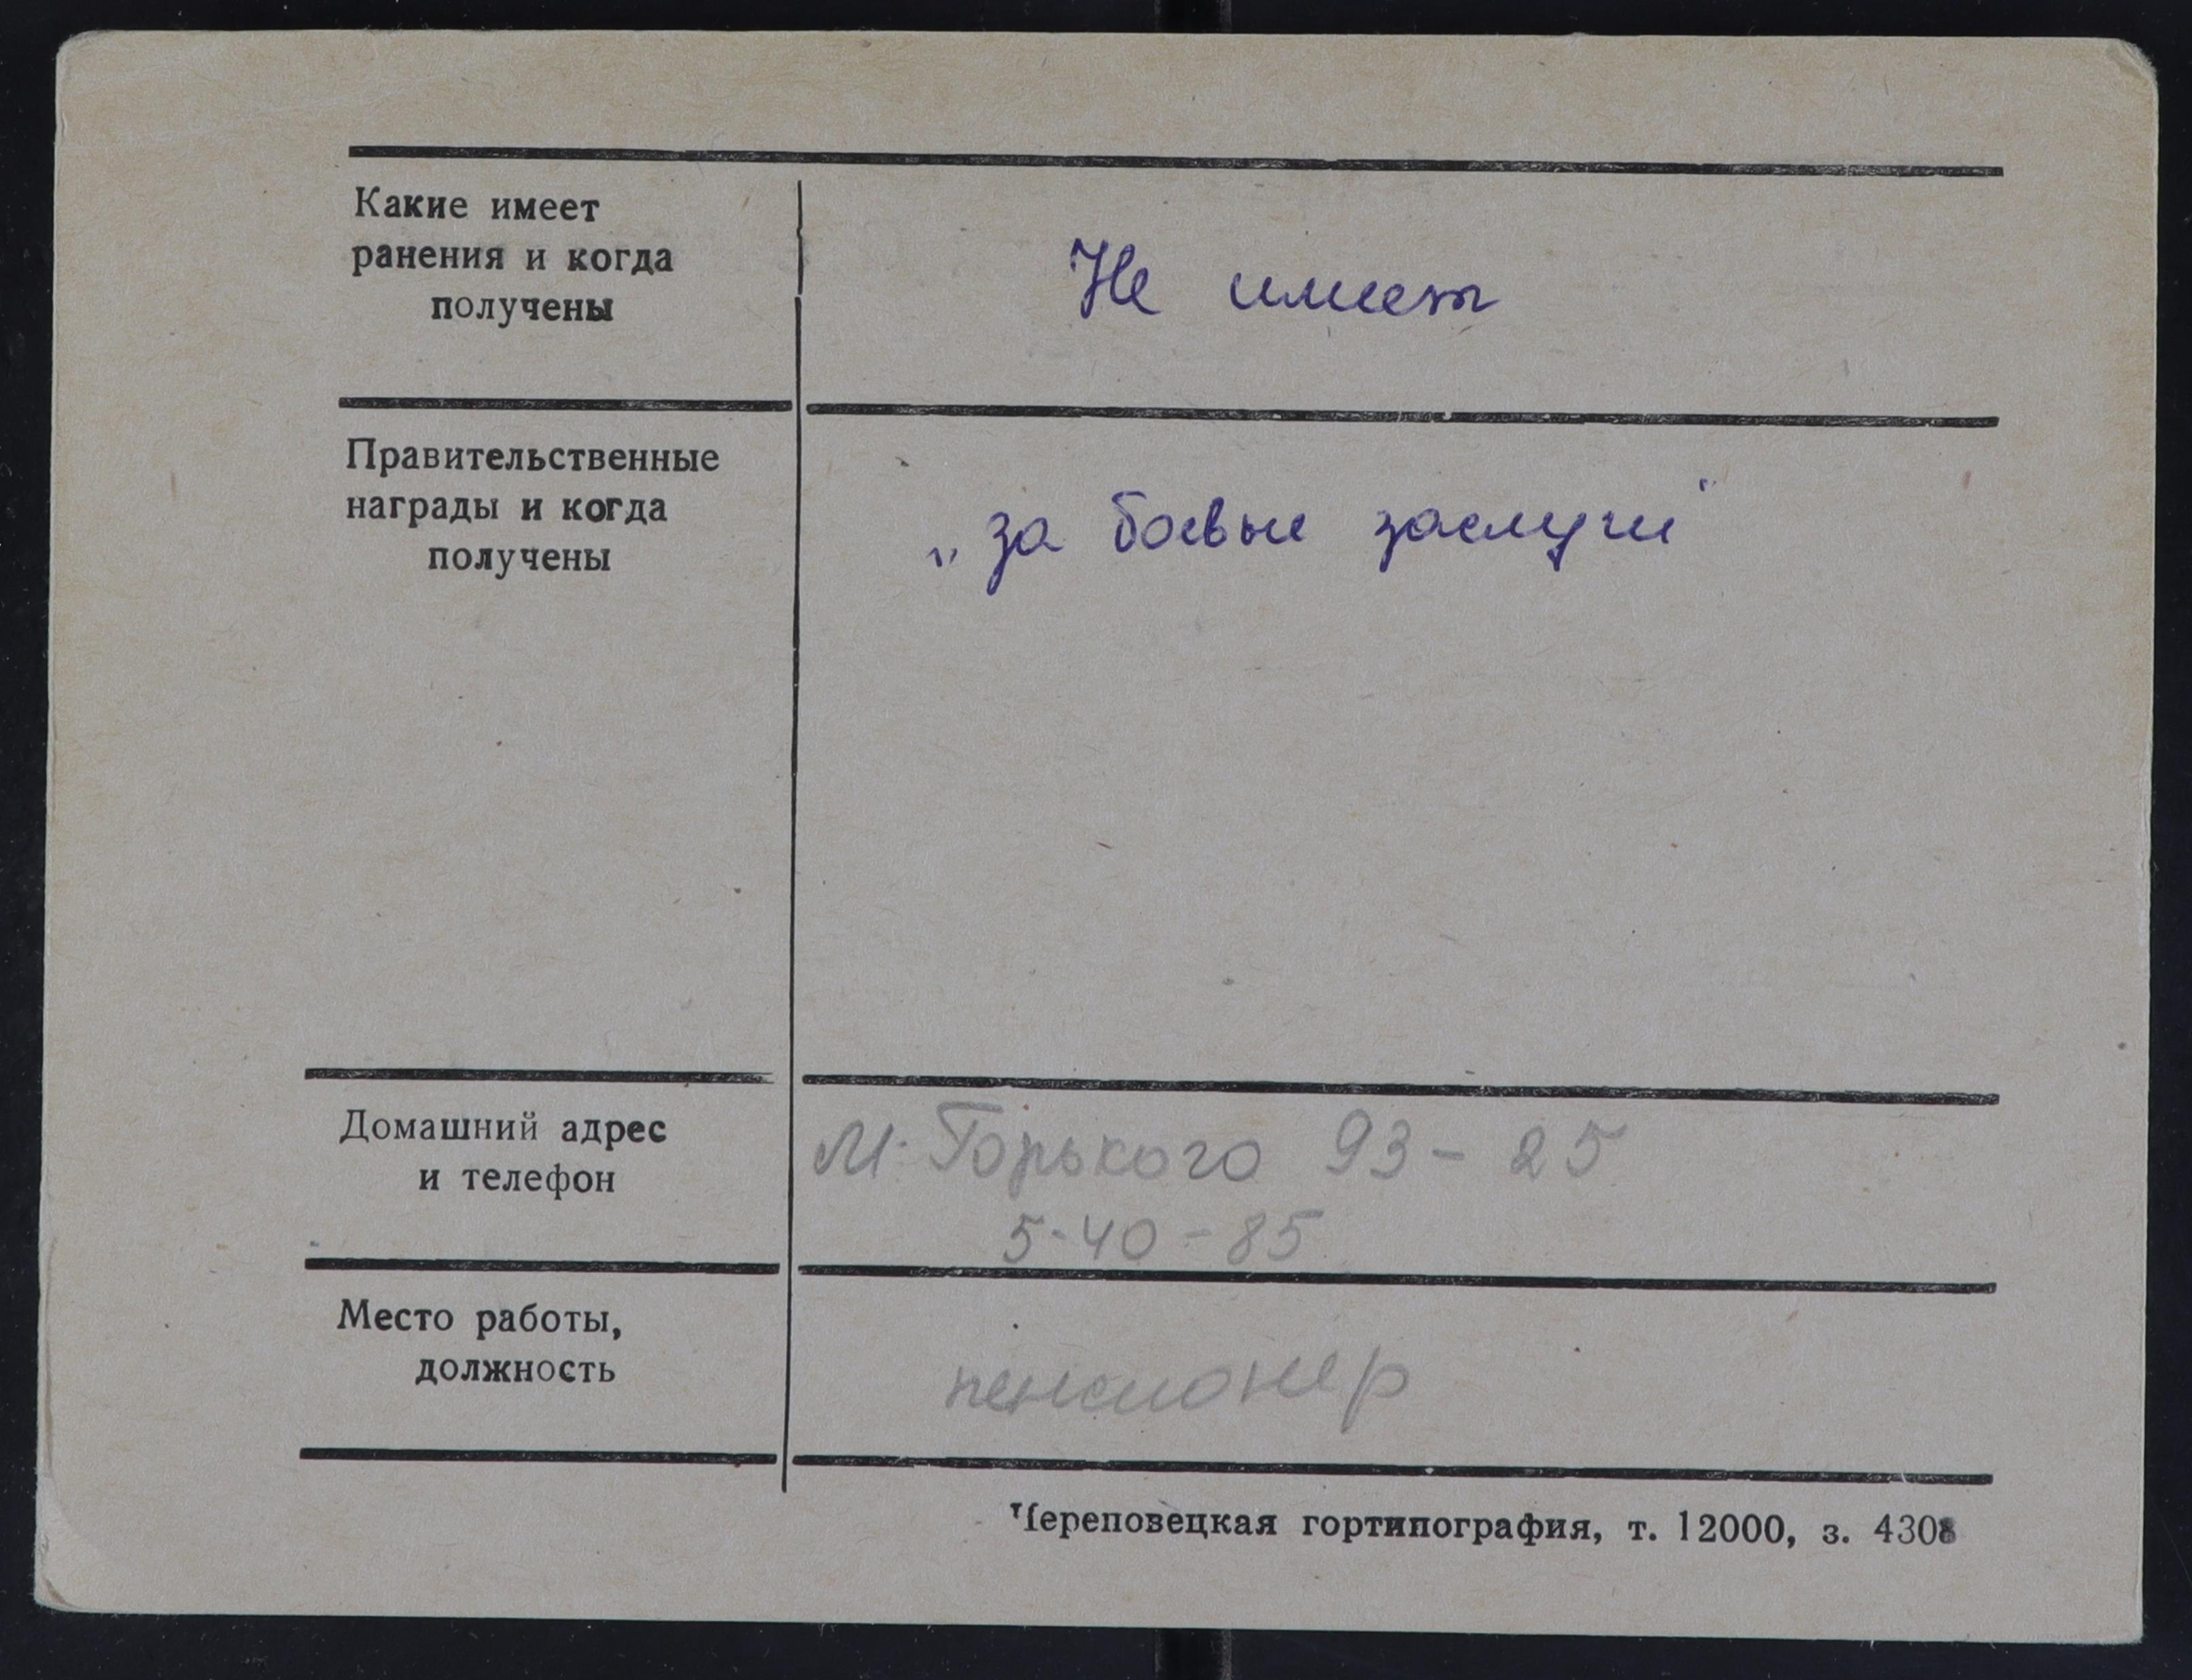 Какие имеет
ранения и когда
получены
Не имеет
Правительственные
награды и когда
получены
„за боевые заслуги“
Домашний адрес
и телефон
М. Горького 93 - 25
5-40-85
Место работы,
должность
пенсионер
Череповецкая гортипография, т. 12000, з. 4308